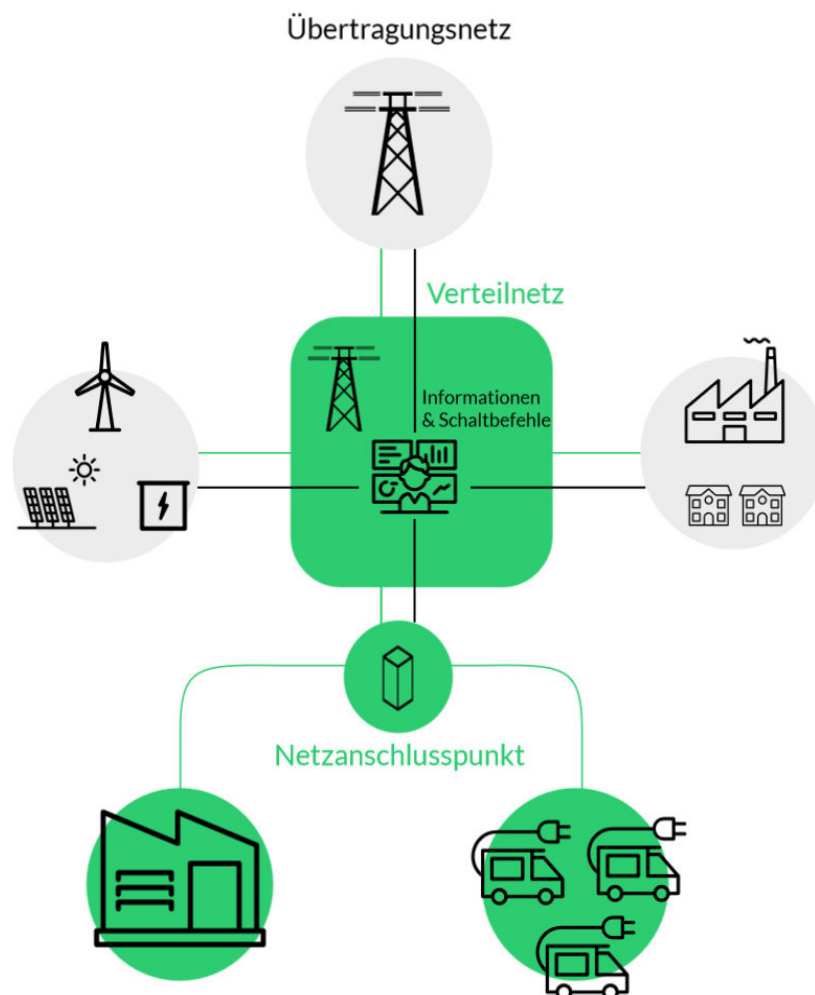 Übertragungsnetz
Verteilnetz
Informationen
& Schaltbefehle
Netzanschlusspunkt